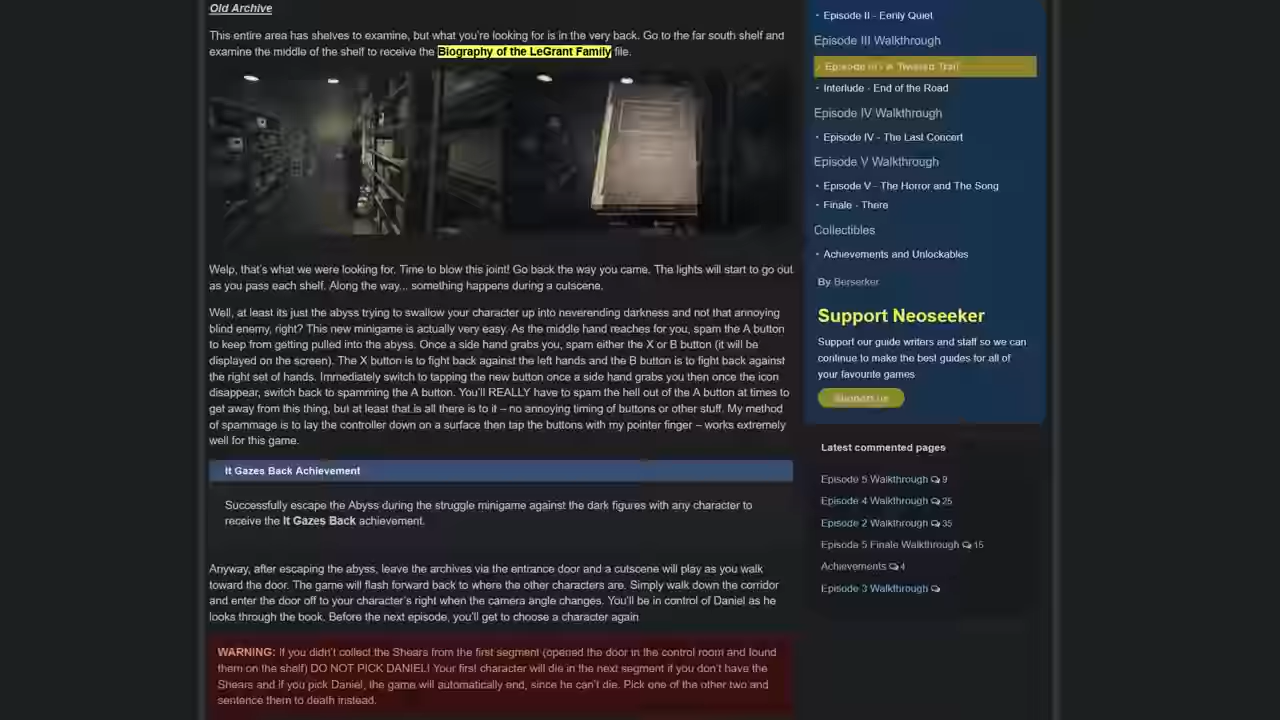 Old Archive
This entire area has shelves to examine, but what you're looking for is in the very back. Go to the far south shelf and
examine the middle of the shelf to receive the Biography of the LeGrant Family file.
Welp, that's what we were looking for. Time to blow this joint! Go back the way you came. The lights will start to go out
as you pass each shelf. Along the way... something happens during a cutscene.
Well, at least its just the abyss trying to swallow your character up into neverending darkness and not that annoying
blind enemy, right? This new minigame is actually very easy. As the middle hand reaches for you, spam the A button
to keep from getting pulled into the abyss. Once a side hand grabs you, spam either the X or B button (it will be
displayed on the screen). The X button is to fight back against the left hands and the B button is to fight back against
the right set of hands. Immediately switch to tapping the new button once a side hand grabs you then once the icon
disappear, switch back to spamming the A button. You'll REALLY have to spam the hell out of the A button at times to
get away from this thing, but at least that is all there is to it – no annoying timing of buttons or other stuff. My method
of spammage is to lay the controller down on a surface then tap the buttons with my pointer finger – works extremely
well for this game.
It Gazes Back Achievement
Successfully escape the Abyss during the struggle minigame against the dark figures with any character to
receive the It Gazes Back achievement.
Anyway, after escaping the abyss, leave the archives via the entrance door and a cutscene will play as you walk
toward the door. The game will flash forward back to where the other characters are. Simply walk down the corridor
and enter the door off to your character's right when the camera angle changes. You'll be in control of Daniel as he
looks through the book. Before the next episode, you'll get to choose a character again
WARNING: If you didn't collect the Shears from the first segment (opened the door in the control room and found
them on the shelf) DO NOT PICK DANIEL! Your first character will die in the next segment if you don't have the
Shears and if you pick Daniel, the game will automatically end, since he can't die. Pick one of the other two and
sentence them to death instead.
Episode II - Eerily Quiet
Episode III Walkthrough
Episode III - A Twisted Trail
Interlude - End of the Road
Episode IV Walkthrough
Episode IV - The Last Concert
Episode V Walkthrough
Episode V - The Horror and The Song
Finale - There
Collectibles
Achievements and Unlockables
By Berserker
Support Neoseeker
Support our guide writers and staff so we can
continue to make the best guides for all of
your favourite games
Support us
Latest commented pages
Episode 5 Walkthrough 9
Episode 4 Walkthrough 25
Episode 2 Walkthrough 35
Episode 5 Finale Walkthrough 15
Achievements 4
Episode 3 Walkthrough